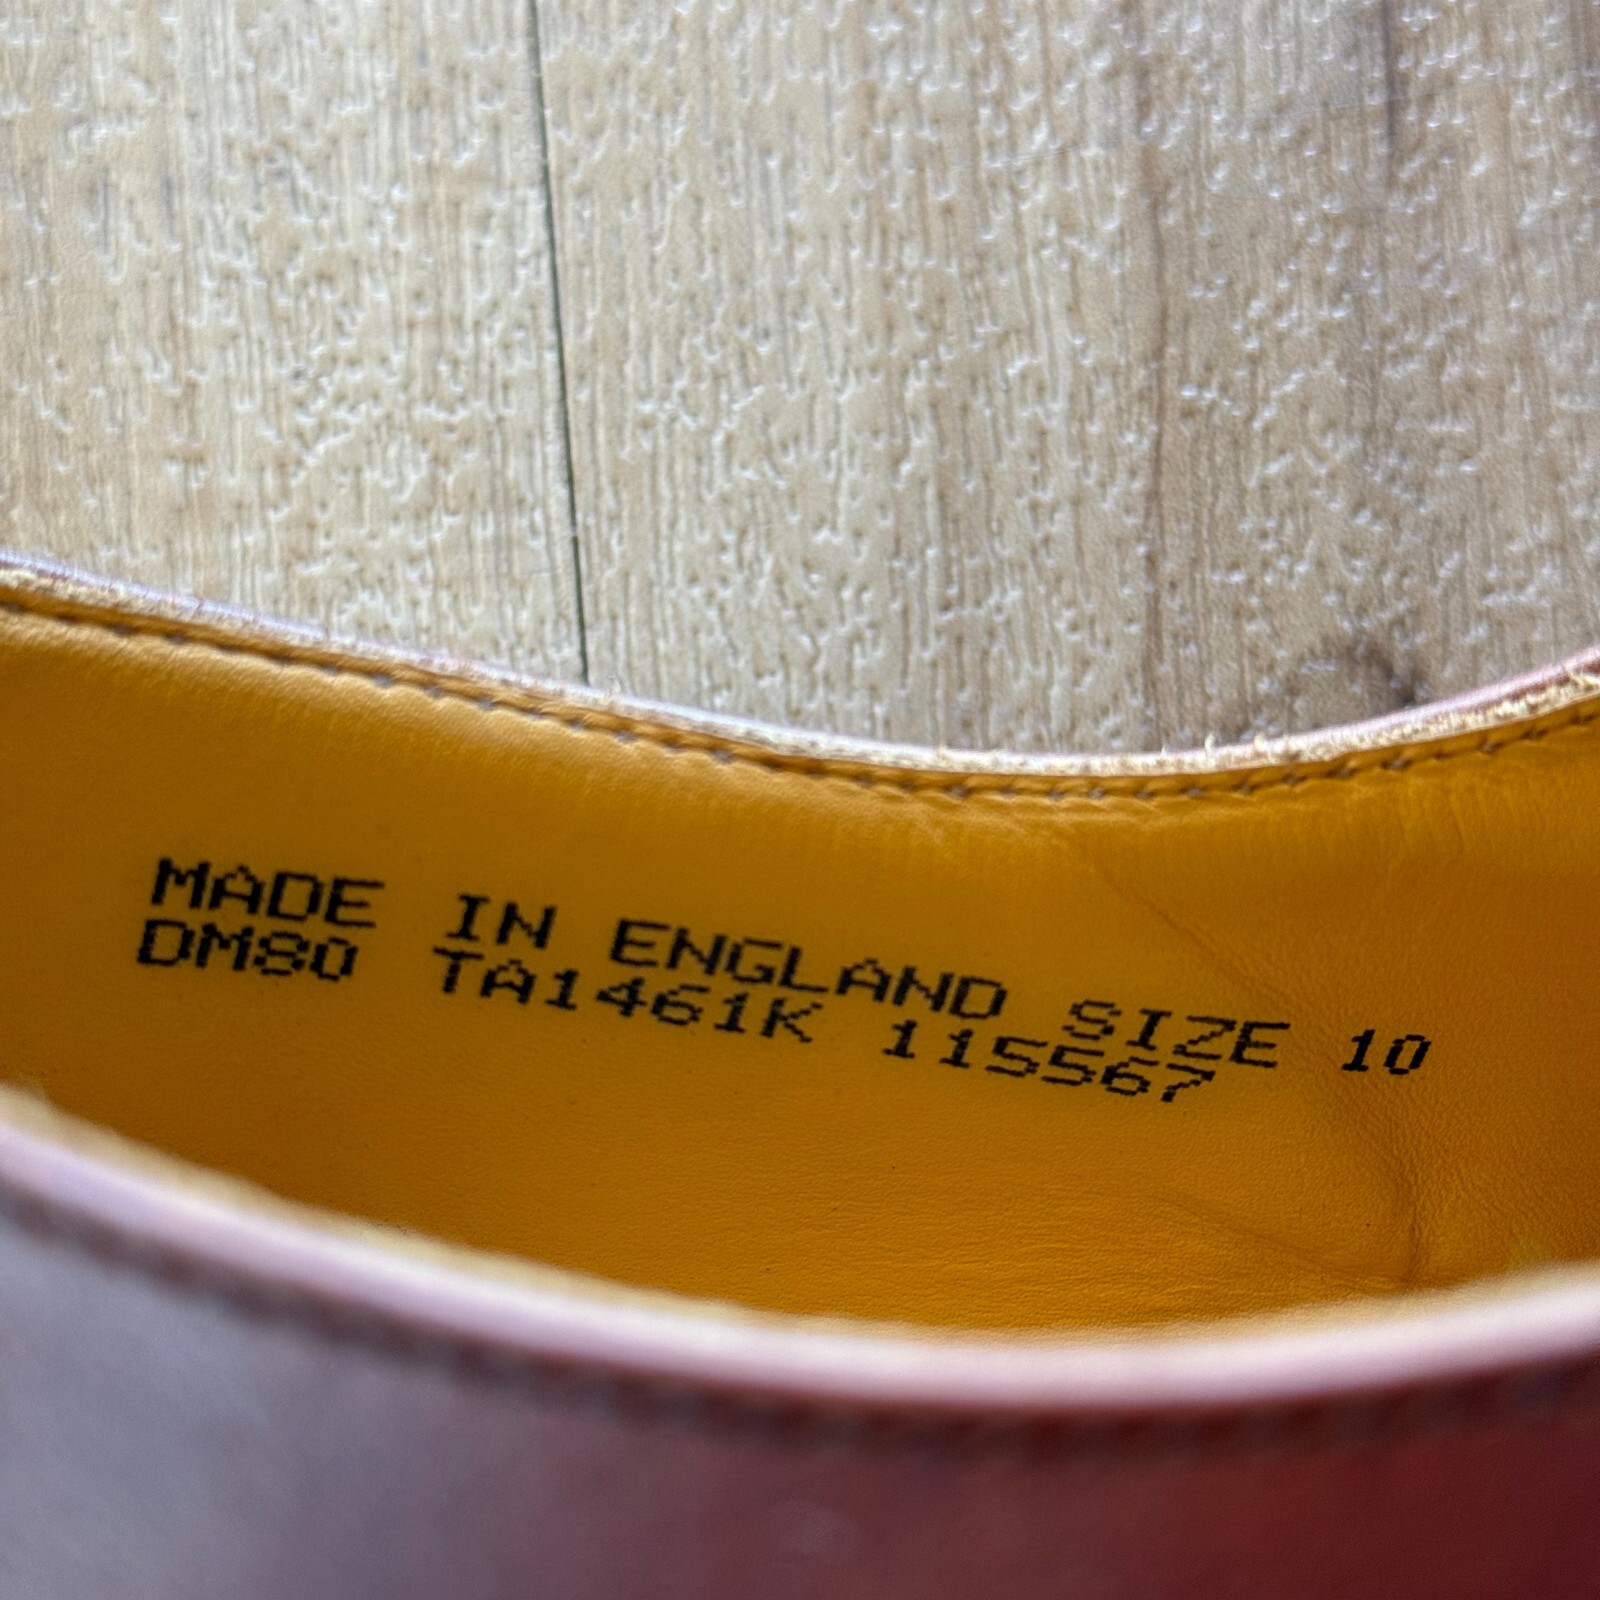 MADE IN ENGLAND SIZE 10
DM80 TA1461K 115567